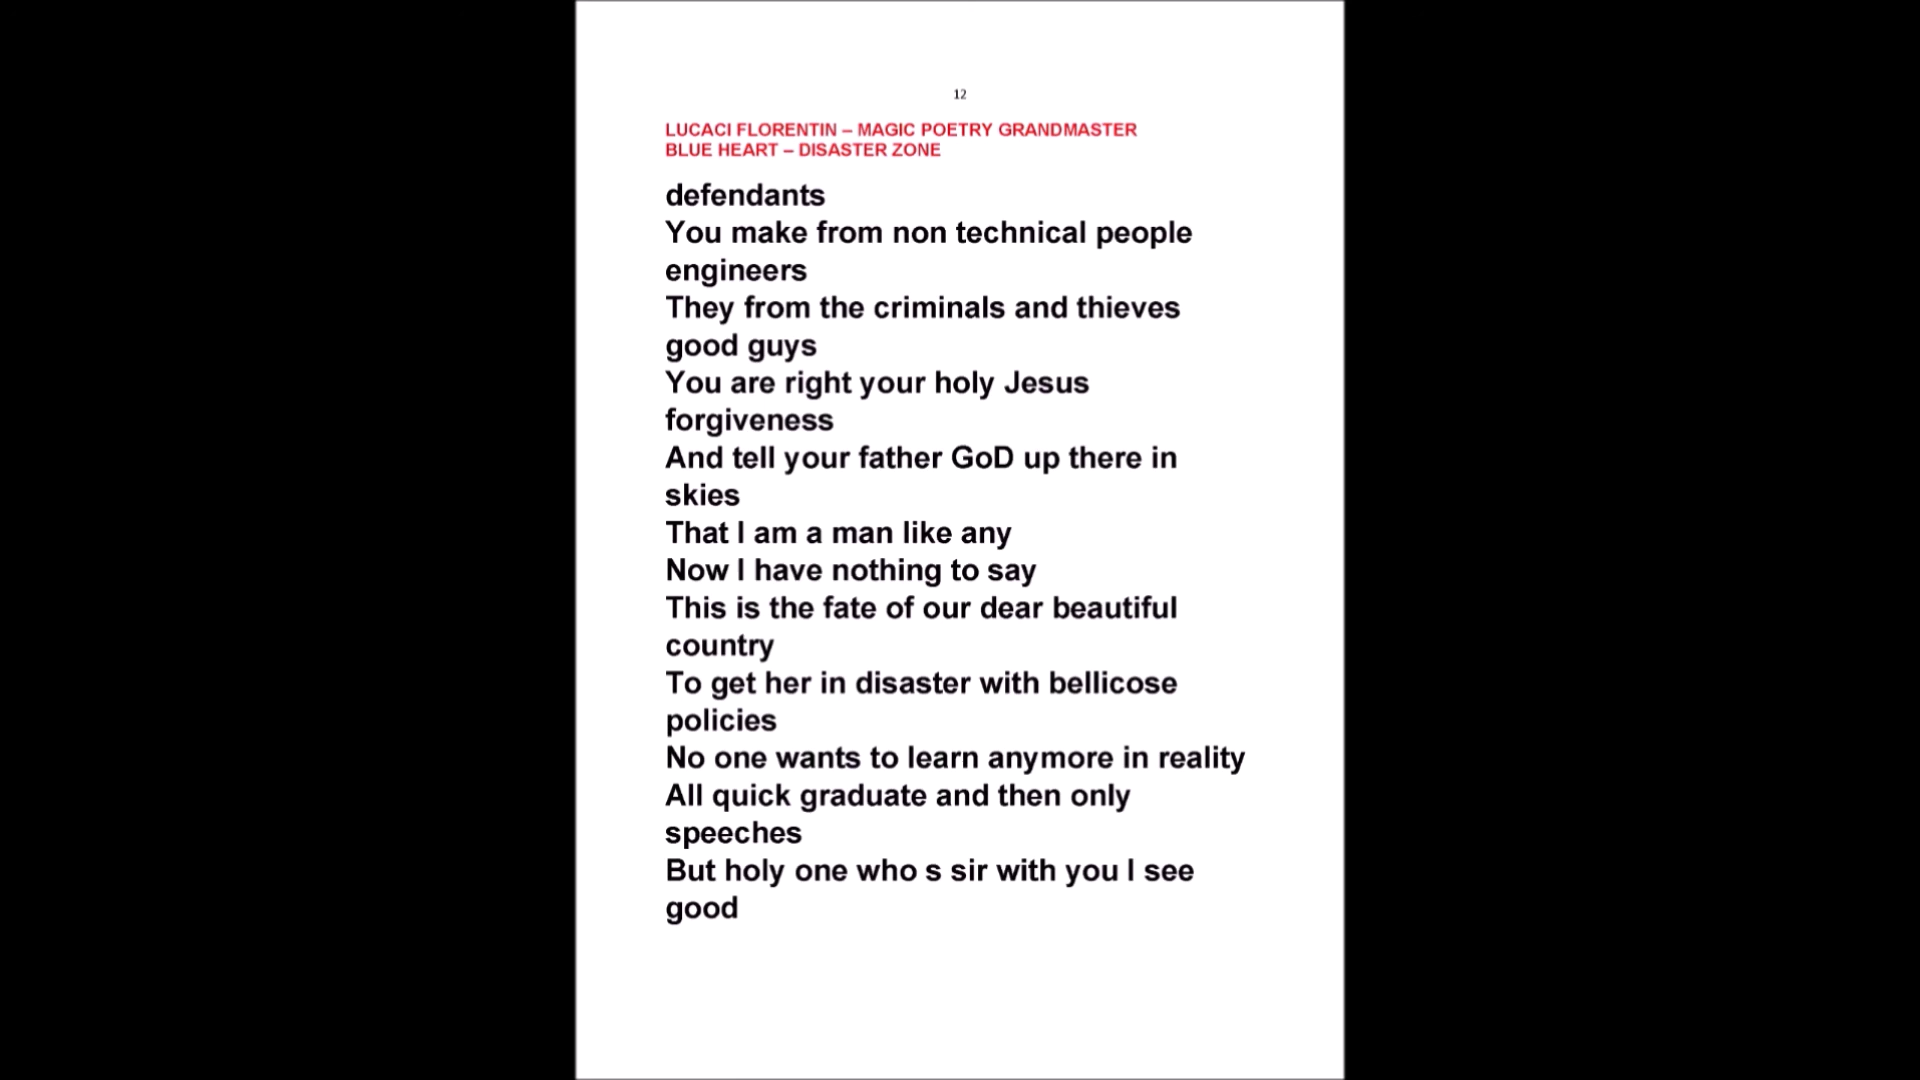 12
LUCACI FLORENTIN – MAGIC POETRY GRANDMASTER
BLUE HEART – DISASTER ZONE
defendants
You make from non technical people
engineers
They from the criminals and thieves
good guys
You are right your holy Jesus
forgiveness
And tell your father GoD up there in
skies
That I am a man like any
Now I have nothing to say
This is the fate of our dear beautiful
country
To get her in disaster with bellicose
policies
No one wants to learn anymore in reality
All quick graduate and then only
speeches
But holy one who s sir with you I see
good